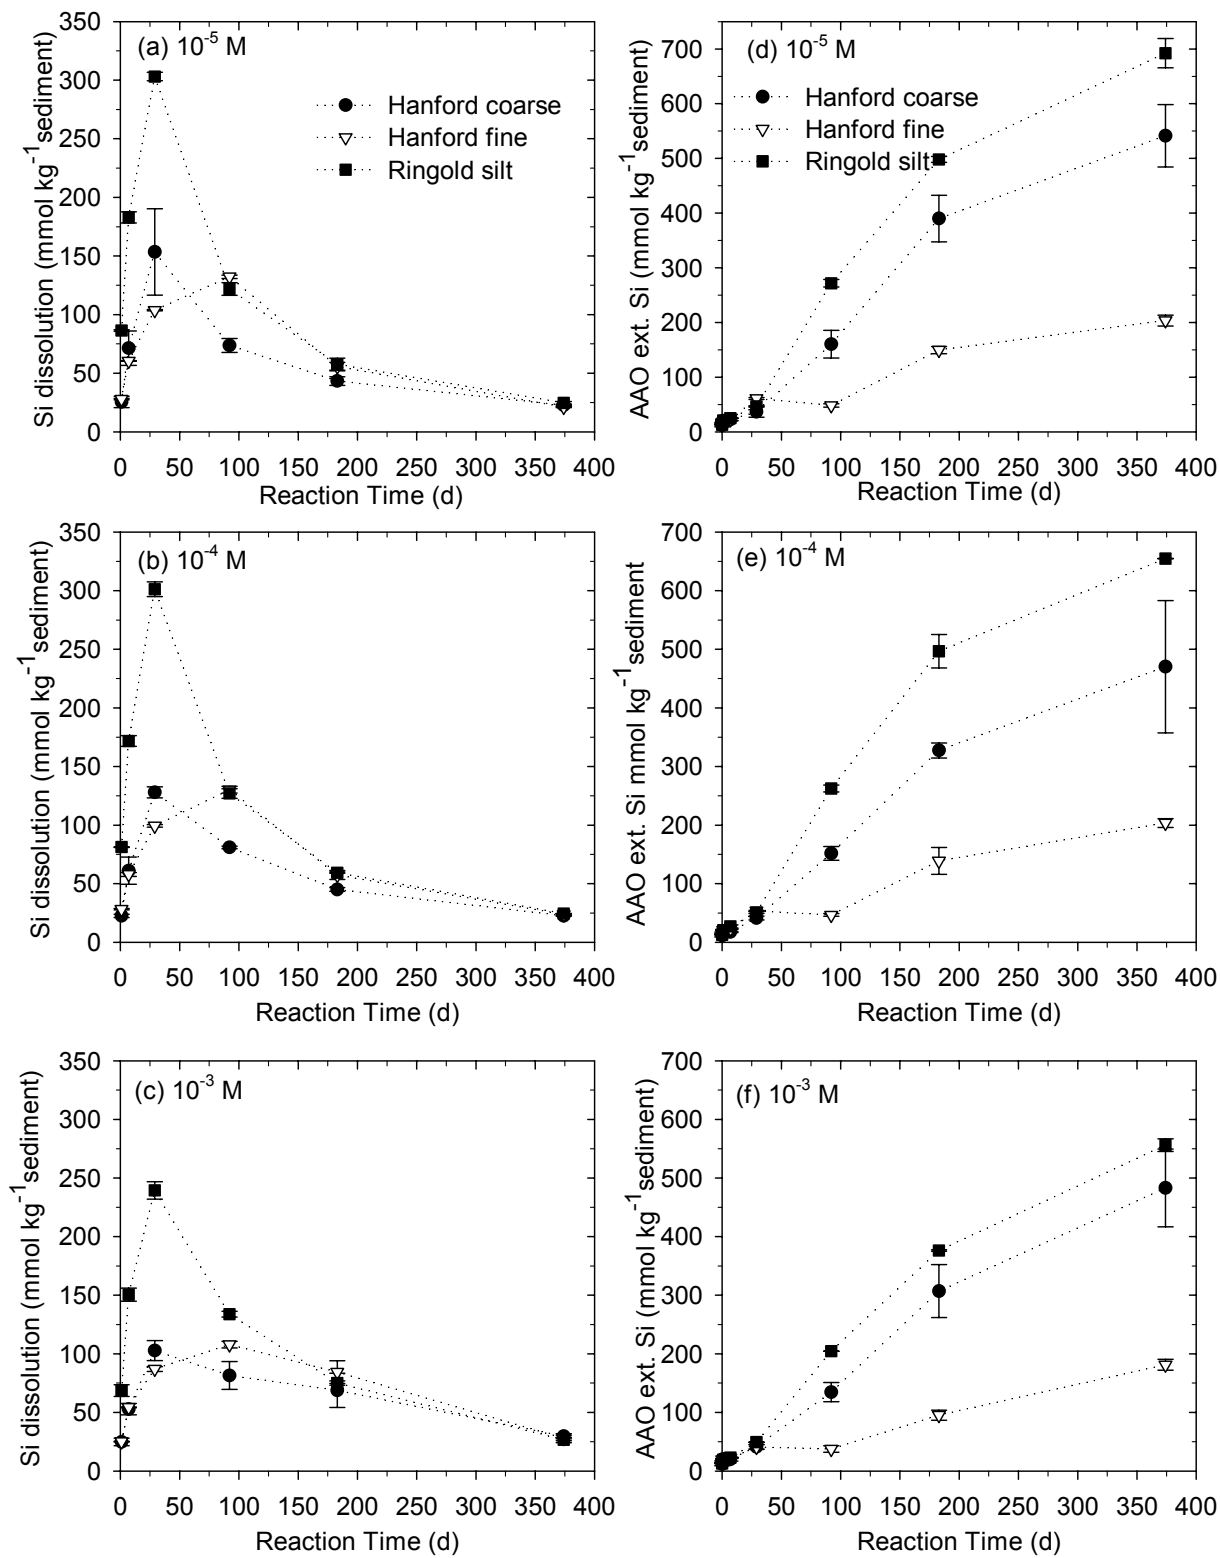 350
300
250
200
150
100
50
0
Si dissolution (mmol kg⁻¹sediment)
(a) 10⁻⁵ M
Hanford coarse
Hanford fine
Ringold silt
0 50 100 150 200 250 300 350 400
Reaction Time (d)
700
600
500
400
300
200
100
0
AAO ext. Si (mmol kg⁻¹sediment)
(d) 10⁻⁵ M
Hanford coarse
Hanford fine
Ringold silt
0 50 100 150 200 250 300 350 400
Reaction Time (d)
350
300
250
200
150
100
50
0
Si dissolution (mmol kg⁻¹sediment)
(b) 10⁻⁴ M
0 50 100 150 200 250 300 350 400
Reaction Time (d)
700
600
500
400
300
200
100
0
AAO ext. Si mmol kg⁻¹sediment
(e) 10⁻⁴ M
0 50 100 150 200 250 300 350 400
Reaction Time (d)
350
300
250
200
150
100
50
0
Si dissolution (mmol kg⁻¹sediment)
(c) 10⁻³ M
0 50 100 150 200 250 300 350 400
Reaction Time (d)
700
600
500
400
300
200
100
0
AAO ext. Si (mmol kg⁻¹sediment)
(f) 10⁻³ M
0 50 100 150 200 250 300 350 400
Reaction Time (d)